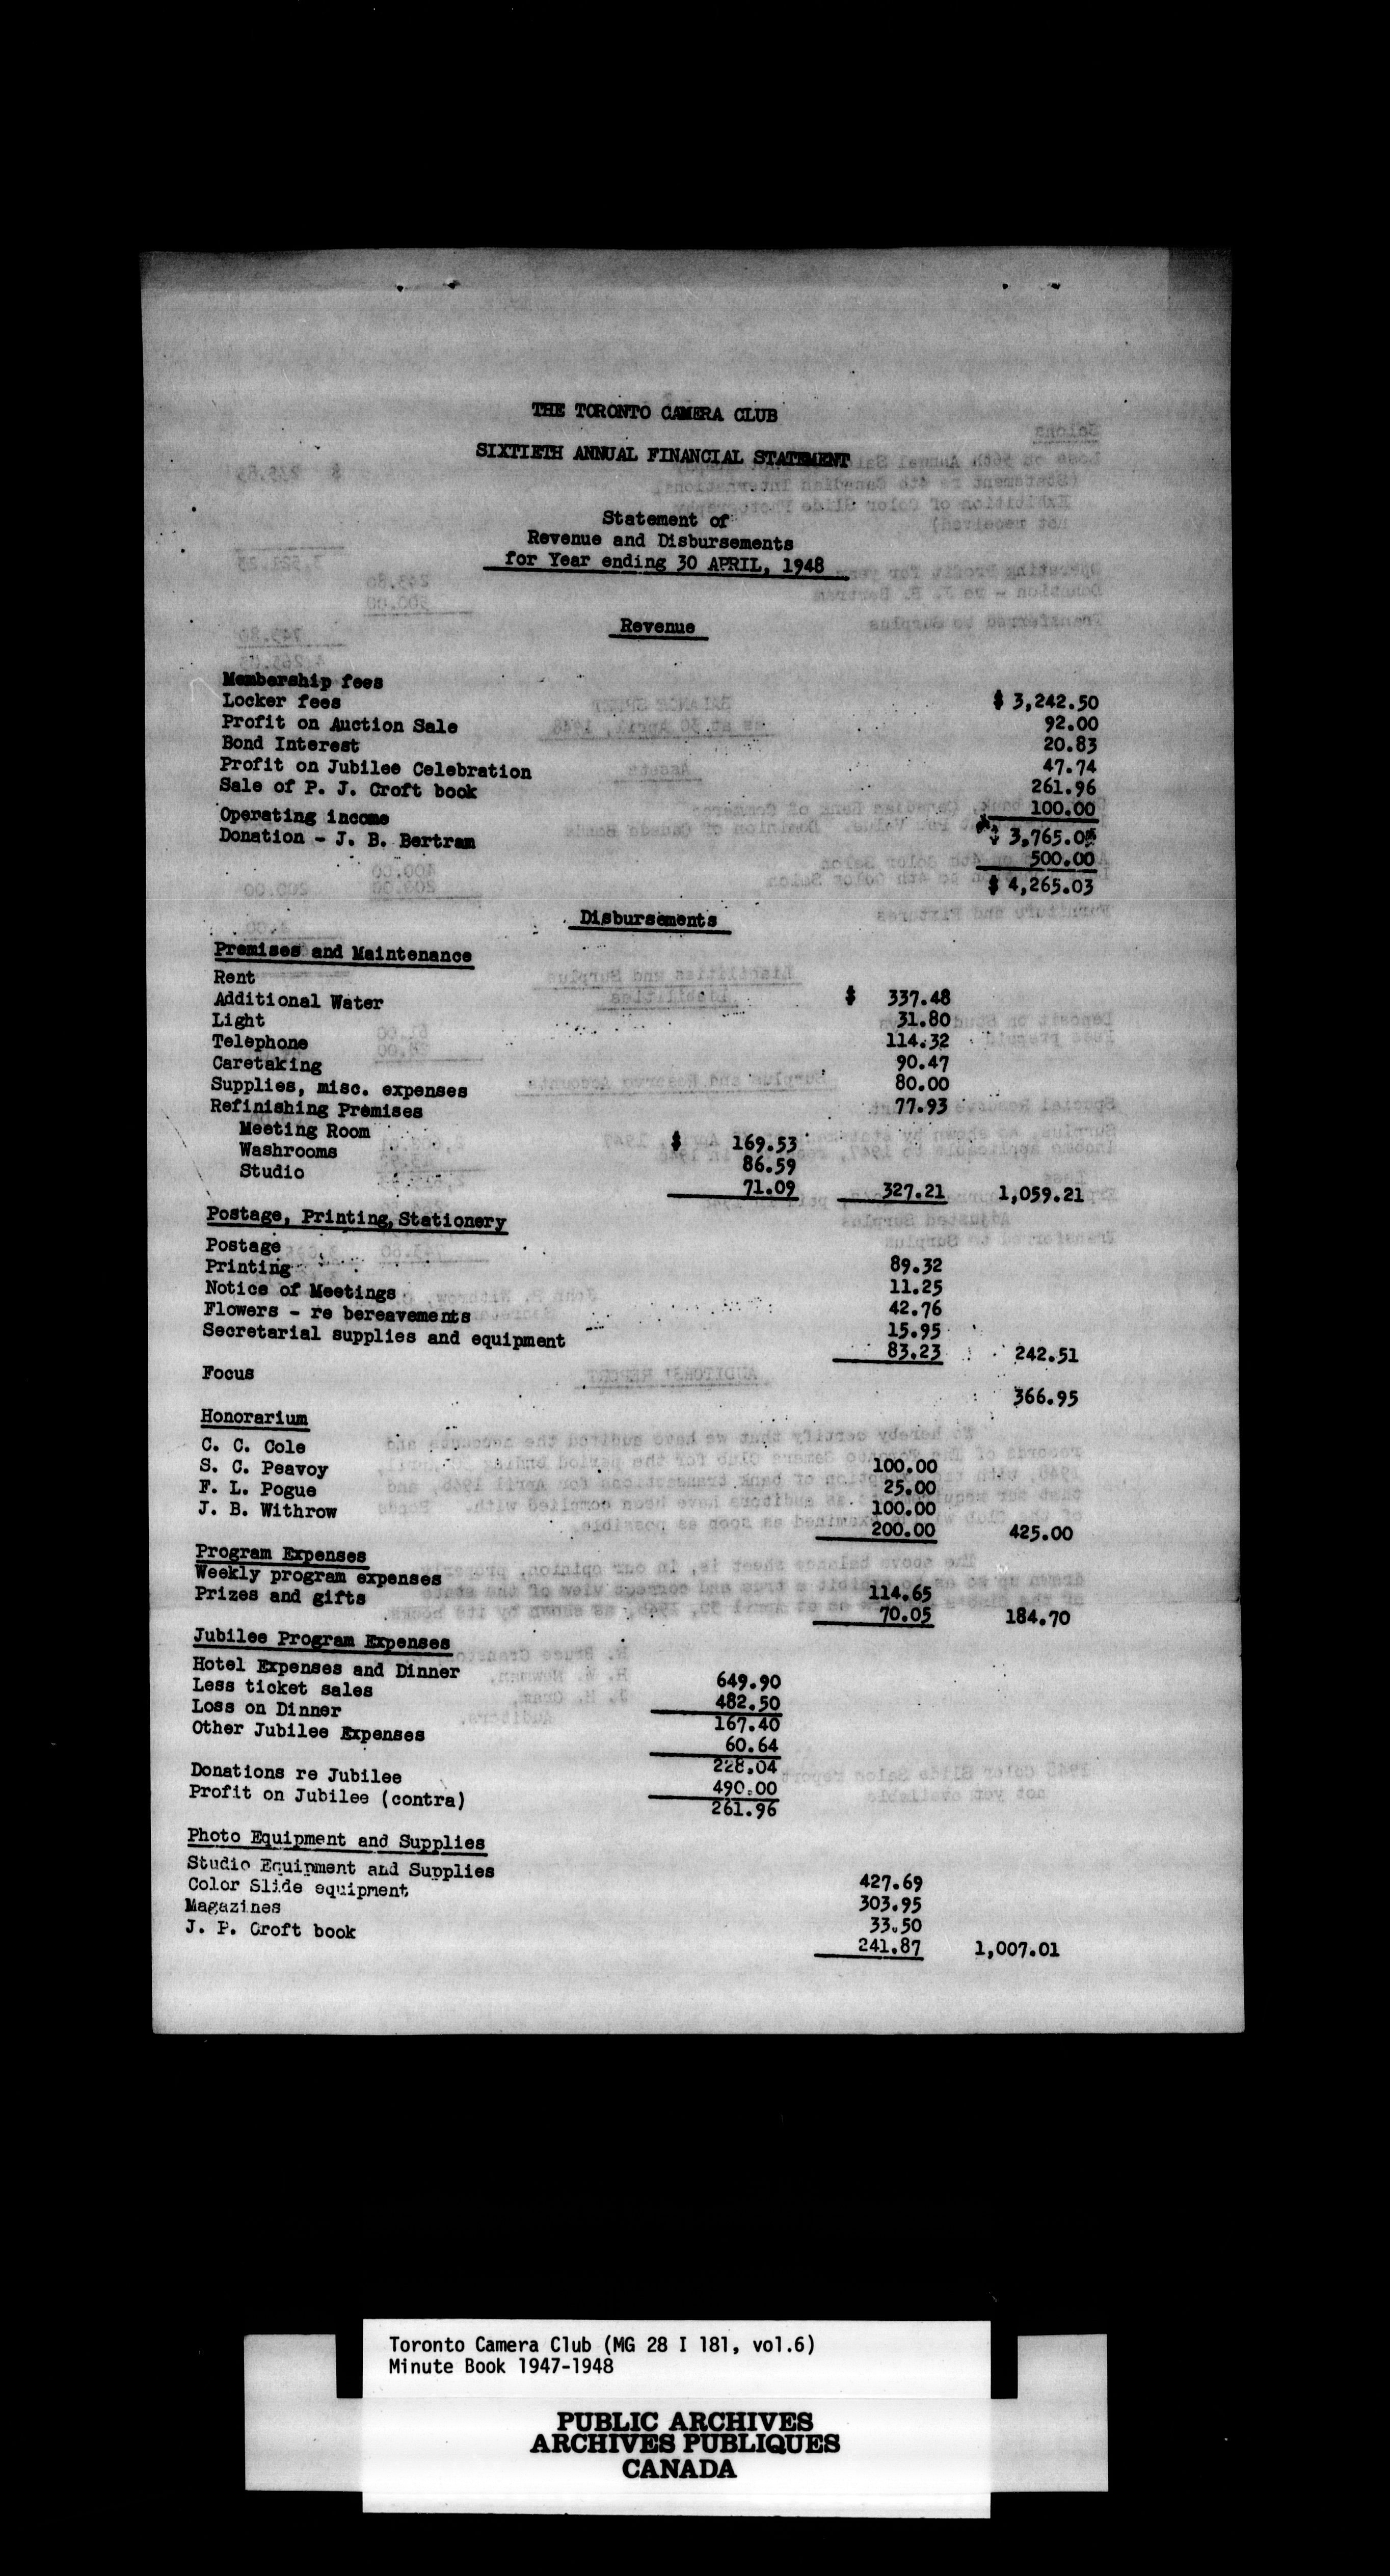 THE TORONTO CAMERA CLUB
SIXTIETH ANNUAL FINANCIAL STATEMENT
Statement of
Revenue and Disbursements
for Year ending 30 APRIL, 1948
Revenue
Membership fees $ 3,242.50
Locker fees 92.00
Profit on Auction Sale 20.83
Bond Interest 47.74
Profit on Jubilee Celebration 261.96
Sale of P. J. Croft book 100.00
Operating income $ 3,765.03
Donation - J. B. Bertram 500.00
$ 4,265.03
Disbursements
Premises and Maintenance
Rent $ 337.48
Additional Water 31.80
Light 114.32
Telephone 90.47
Caretaking 80.00
Supplies, misc. expenses 77.93
Refinishing Premises
Meeting Room $ 169.53
Washrooms 86.59
Studio 71.09 327.21 1,059.21
Postage, Printing, Stationery
Postage 89.32
Printing 11.25
Notice of Meetings 42.76
Flowers - re bereavements 15.95
Secretarial supplies and equipment 83.23 242.51
Focus 366.95
Honorarium
C. C. Cole 100.00
S. C. Peavoy 25.00
F. L. Pogue 100.00
J. B. Withrow 200.00 425.00
Program Expenses
Weekly program expenses 114.65
Prizes and gifts 70.05 184.70
Jubilee Program Expenses
Hotel Expenses and Dinner 649.90
Less ticket sales 482.50
Loss on Dinner 167.40
Other Jubilee Expenses 60.64
228.04
Donations re Jubilee 490.00
Profit on Jubilee (contra) 261.96
Photo Equipment and Supplies
Studio Equipment and Supplies 427.69
Color Slide equipment 303.95
Magazines 33.50
J. P. Croft book 241.87 1,007.01
Toronto Camera Club (MG 28 I 181, vol.6)
Minute Book 1947-1948
PUBLIC ARCHIVES
ARCHIVES PUBLIQUES
CANADA